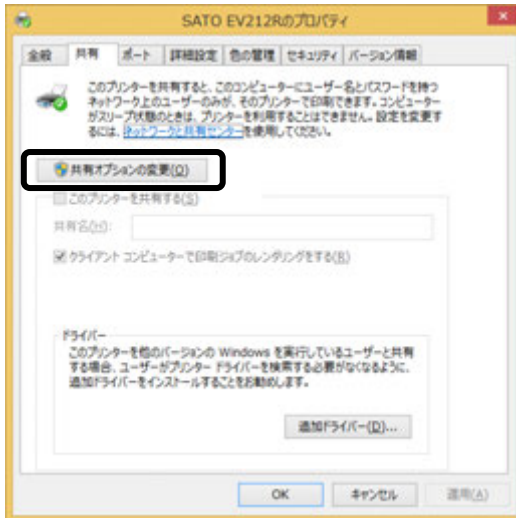 SATO EV212Rのプロパティ
全般 共有 ポート 詳細設定 色の管理 セキュリティ バージョン情報
このプリンターを共有すると、このコンピューターにユーザー名とパスワードを持つ
ネットワーク上のユーザーのみが、そのプリンターで印刷できます。コンピューター
がスリープ状態のときは、プリンターを利用することはできません。設定を変更す
るには、ネットワークと共有センターを使用してください。
共有オプションの変更(O)
このプリンターを共有する(S)
共有名(H):
クライアント コンピューターで印刷ジョブのレンダリングをする(R)
ドライバー
このプリンターを他のバージョンの Windows を実行しているユーザーと共有
する場合、ユーザーがプリンター ドライバーを検索する必要がなくなるように、
追加ドライバーをインストールすることをお勧めします。
追加ドライバー(D)...
OK キャンセル 適用(A)